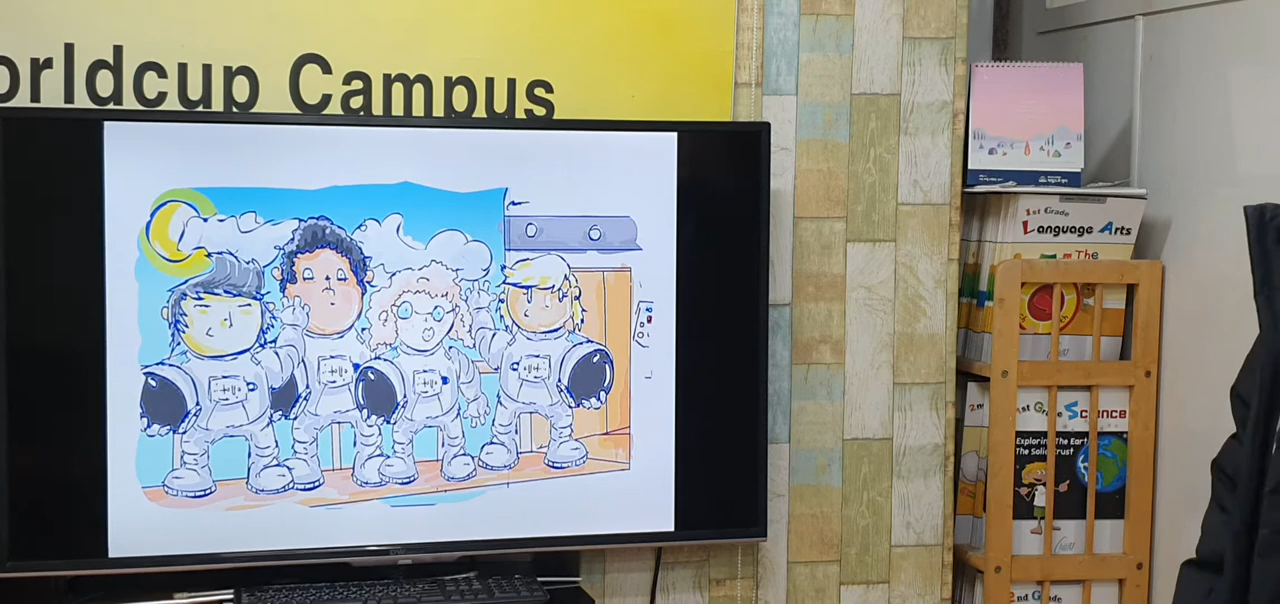 orldcup Campus
1st Grade
Language Arts
The
1st Grade Science
Exploring The Earth
The Solid Crust
2nd Grade